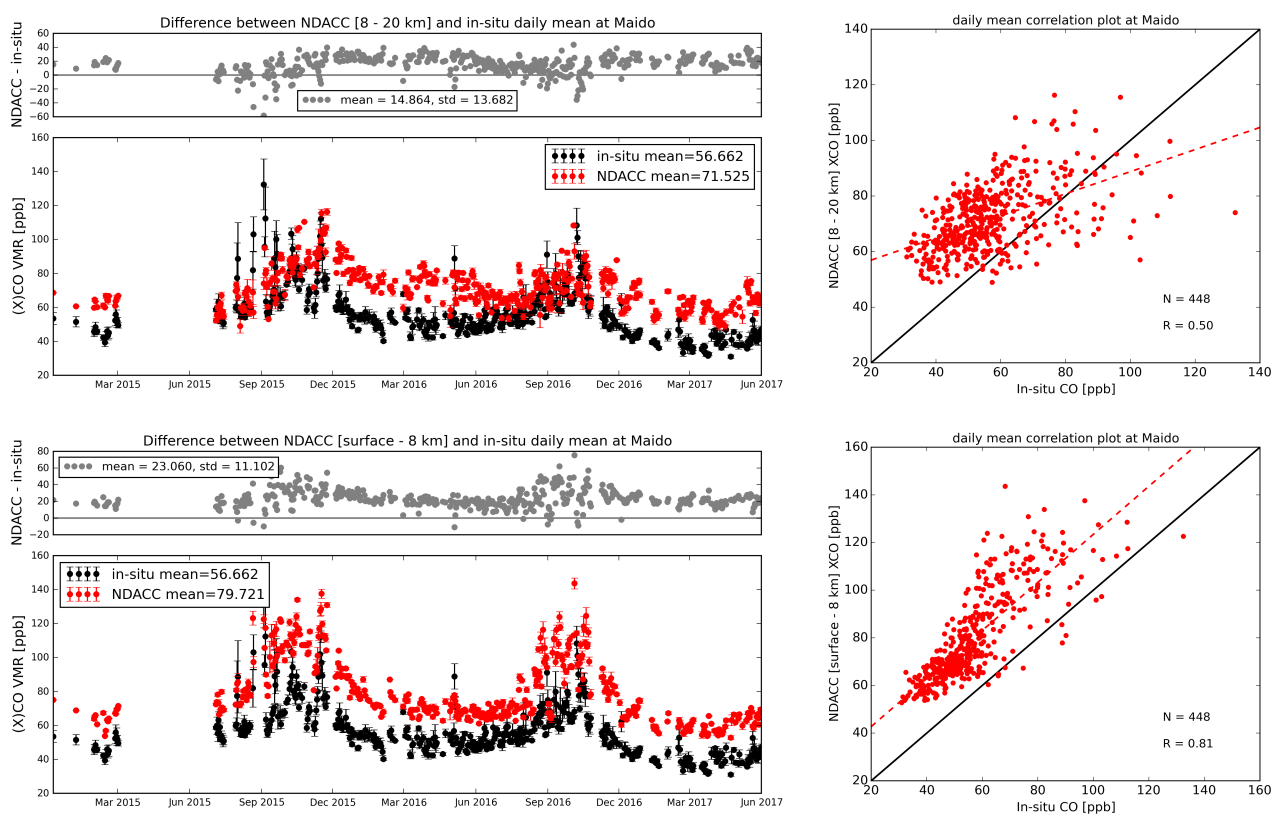 Difference between NDACC [8 - 20 km] and in-situ daily mean at Maido
NDACC - in-situ
60
40
20
0
−20
−40
−60
mean = 14.864, std = 13.682
(X)CO VMR [ppb]
160
140
120
100
80
60
40
20
in-situ mean=56.662
NDACC mean=71.525
Mar 2015 Jun 2015 Sep 2015 Dec 2015 Mar 2016 Jun 2016 Sep 2016 Dec 2016 Mar 2017 Jun 2017
daily mean correlation plot at Maido
NDACC [8 - 20 km] XCO [ppb]
140
120
100
80
60
40
20
N = 448
R = 0.50
20 40 60 80 100 120 140
In-situ CO [ppb]
Difference between NDACC [surface - 8 km] and in-situ daily mean at Maido
NDACC - in-situ
80
60
40
20
0
−20
mean = 23.060, std = 11.102
(X)CO VMR [ppb]
160
140
120
100
80
60
40
20
in-situ mean=56.662
NDACC mean=79.721
Mar 2015 Jun 2015 Sep 2015 Dec 2015 Mar 2016 Jun 2016 Sep 2016 Dec 2016 Mar 2017 Jun 2017
daily mean correlation plot at Maido
NDACC [surface - 8 km] XCO [ppb]
160
140
120
100
80
60
40
20
N = 448
R = 0.81
20 40 60 80 100 120 140 160
In-situ CO [ppb]